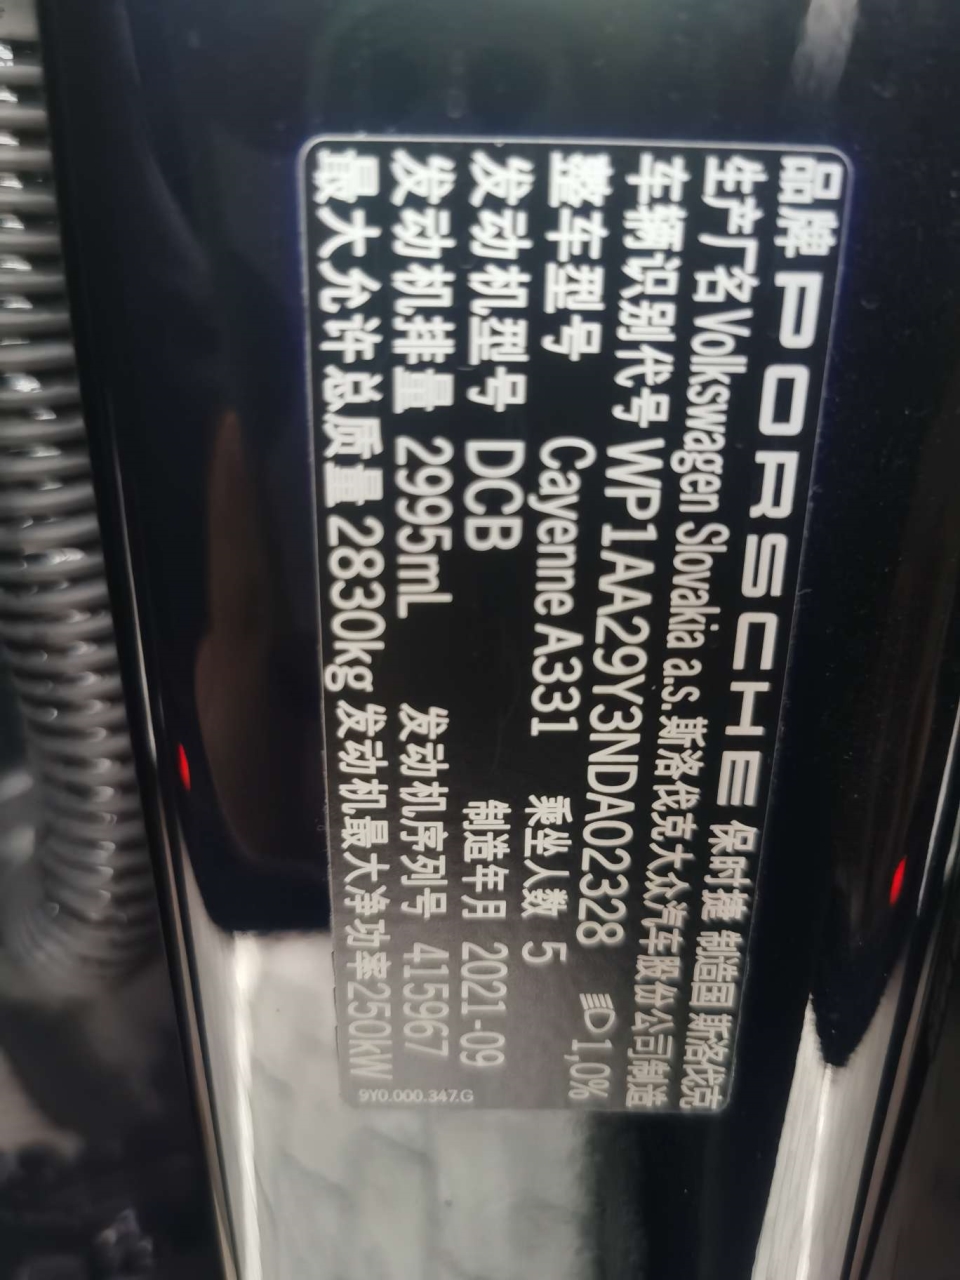 品牌 PORSCHE 保时捷 制造国 斯洛伐克
生产厂名 Volkswagen Slovakia a.s. 斯洛伐克大众汽车股份公司制造
车辆识别代号 WP1AA29Y3NDA02328 1,0%
整车型号 Cayenne A331 乘坐人数 5
发动机型号 DCB 制造年月 2021-09
发动机排量 2995mL 发动机序列号 415967
最大允许总质量 2830kg 发动机最大净功率250kW
9Y0.000.347.G